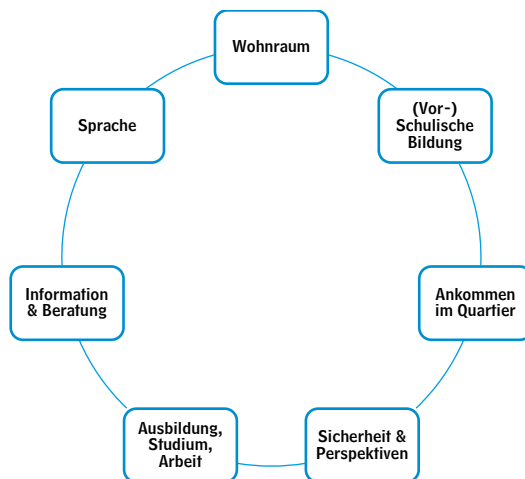 Wohnraum
(Vor-)
Schulische
Bildung
Ankommen
im Quartier
Sicherheit &
Perspektiven
Ausbildung,
Studium,
Arbeit
Information
& Beratung
Sprache